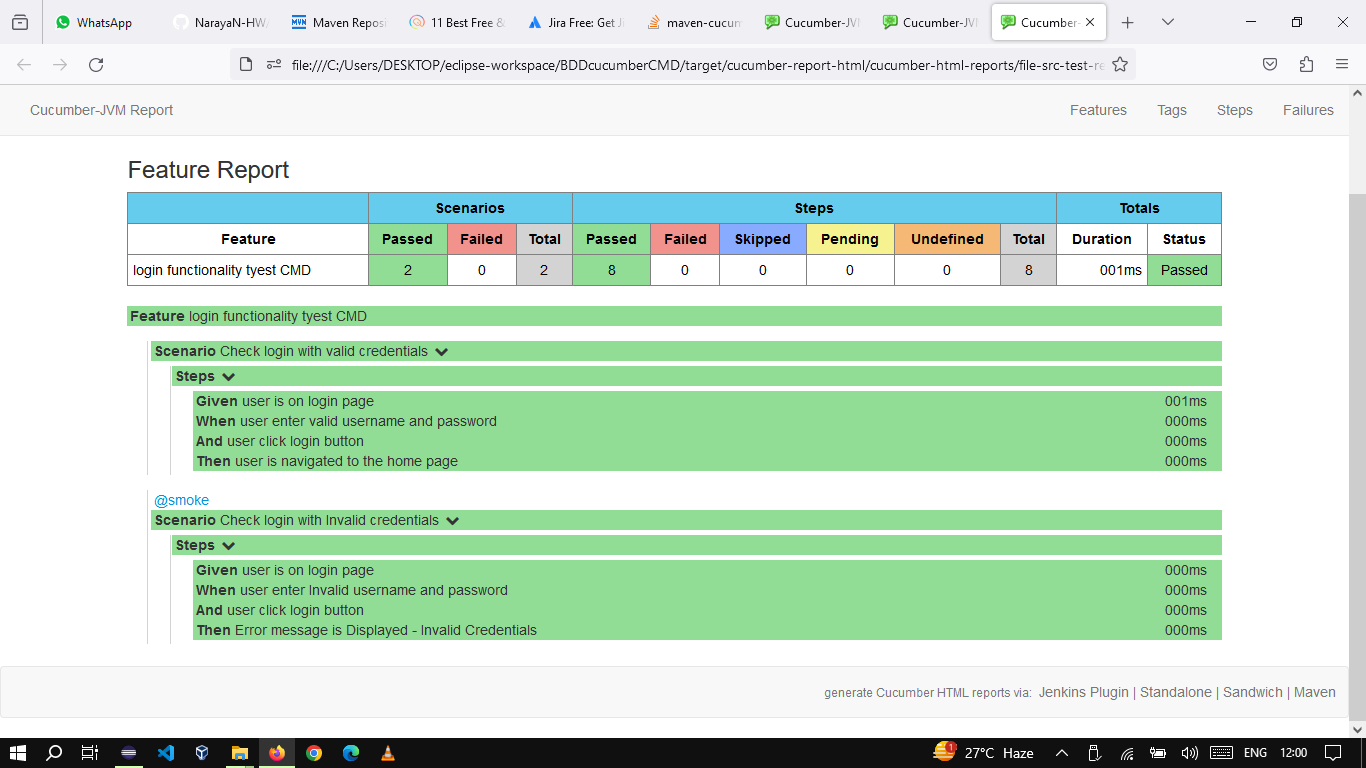 WhatsApp
NarayaN-HW
Maven Reposi
11 Best Free &
Jira Free: Get Ji
maven-cucum
Cucumber-JV
Cucumber-JV
Cucumber-
file:///C:/Users/DESKTOP/eclipse-workspace/BDDcucumberCMD/target/cucumber-report-html/cucumber-html-reports/file-src-test-re
Cucumber-JVM Report Features Tags Steps Failures
Feature Report
Scenarios Steps Totals
Feature Passed Failed Total Passed Failed Skipped Pending Undefined Total Duration Status
login functionality tyest CMD 2 0 2 8 0 0 0 0 8 001ms Passed
Feature login functionality tyest CMD
Scenario Check login with valid credentials
Steps
Given user is on login page 001ms
When user enter valid username and password 000ms
And user click login button 000ms
Then user is navigated to the home page 000ms
@smoke
Scenario Check login with Invalid credentials
Steps
Given user is on login page 000ms
When user enter Invalid username and password 000ms
And user click login button 000ms
Then Error message is Displayed - Invalid Credentials 000ms
generate Cucumber HTML reports via: Jenkins Plugin | Standalone | Sandwich | Maven
1 27°C Haze ENG 12:00